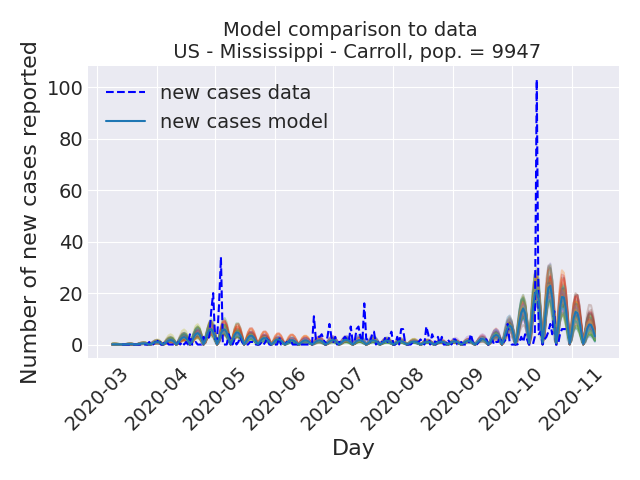 Model comparison to data
US - Mississippi - Carroll, pop. = 9947
Number of new cases reported
100
80
60
40
20
0
new cases data
new cases model
2020-03
2020-04
2020-05
2020-06
2020-07
2020-08
2020-09
2020-10
2020-11
Day